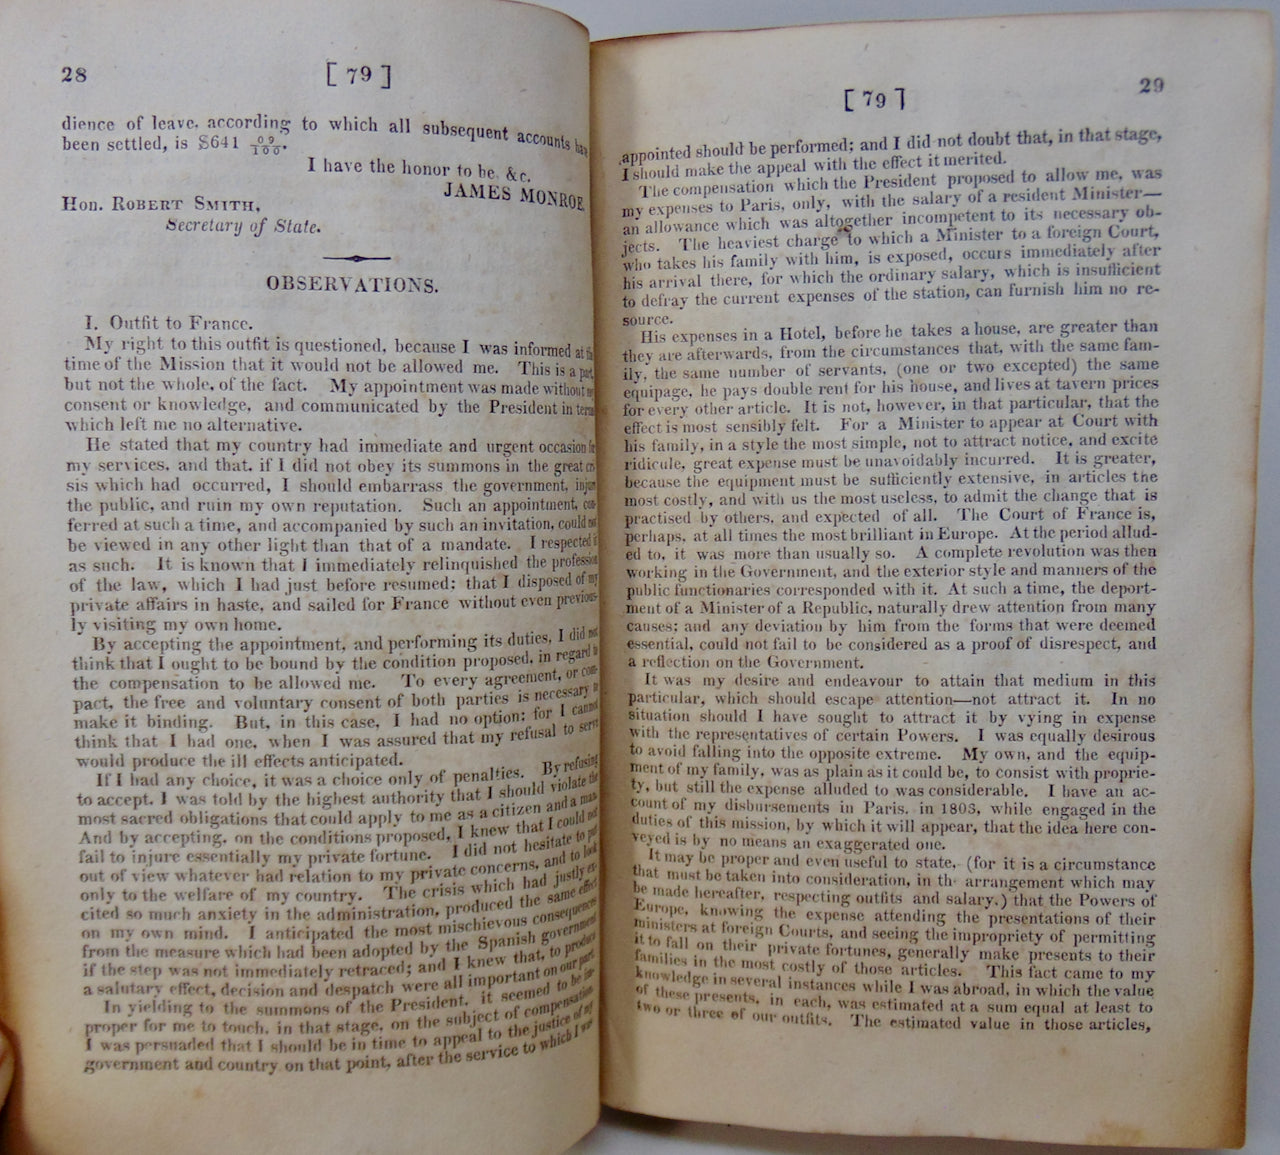 28
[ 79 ]
dience of leave, according to which all subsequent accounts have
been settled, is $641 09/100.
I have the honor to be &c.
JAMES MONROE.
Hon. ROBERT SMITH,
Secretary of State.
OBSERVATIONS.
I. Outfit to France.
My right to this outfit is questioned, because I was informed at the
time of the Mission that it would not be allowed me. This is a part,
but not the whole, of the fact. My appointment was made without my
consent or knowledge, and communicated by the President in terms
which left me no alternative.
He stated that my country had immediate and urgent occasion for
my services, and that, if I did not obey its summons in the great cri-
sis which had occurred, I should embarrass the government, injure
the public, and ruin my own reputation. Such an appointment, con-
ferred at such a time, and accompanied by such an invitation, could not
be viewed in any other light than that of a mandate. I respected it
as such. It is known that I immediately relinquished the profession
of the law, which I had just before resumed; that I disposed of my
private affairs in haste, and sailed for France without even previous-
ly visiting my own home.
By accepting the appointment, and performing its duties, I did not
think that I ought to be bound by the condition proposed, in regard to
the compensation to be allowed me. To every agreement, or com-
pact, the free and voluntary consent of both parties is necessary to
make it binding. But, in this case, I had no option; for I cannot
think that I had one, when I was assured that my refusal to serve
would produce the ill effects anticipated.
If I had any choice, it was a choice only of penalties. By refusing
to accept, I was told by the highest authority that I should violate the
most sacred obligations that could apply to me as a citizen and a man.
And by accepting, on the conditions proposed, I knew that I could not
fail to injure essentially my private fortune. I did not hesitate to put
out of view whatever had relation to my private concerns, and to look
only to the welfare of my country. The crisis which had justly ex-
cited so much anxiety in the administration, produced the same effect
on my own mind. I anticipated the most mischievous consequences
from the measure which had been adopted by the Spanish government
if the step was not immediately retraced; and I knew that, to produce
a salutary effect, decision and despatch were all important on our part.
In yielding to the summons of the President, it seemed to be im-
proper for me to touch, in that stage, on the subject of compensation.
I was persuaded that I should be in time to appeal to the justice of my
government and country on that point, after the service to which I was
[ 79 ]
29
appointed should be performed; and I did not doubt that, in that stage,
I should make the appeal with the effect it merited.
The compensation which the President proposed to allow me, was
my expenses to Paris, only, with the salary of a resident Minister—
an allowance which was altogether incompetent to its necessary ob-
jects. The heaviest charge to which a Minister to a foreign Court,
who takes his family with him, is exposed, occurs immediately after
his arrival there, for which the ordinary salary, which is insufficient
to defray the current expenses of the station, can furnish him no re-
source.
His expenses in a Hotel, before he takes a house, are greater than
they are afterwards, from the circumstances that, with the same fam-
ily, the same number of servants, (one or two excepted) the same
equipage, he pays double rent for his house, and lives at tavern prices
for every other article. It is not, however, in that particular, that the
effect is most sensibly felt. For a Minister to appear at Court with
his family, in a style the most simple, not to attract notice, and excite
ridicule, great expense must be unavoidably incurred. It is greater,
because the equipment must be sufficiently extensive, in articles the
most costly, and with us the most useless, to admit the change that is
practised by others, and expected of all. The Court of France is,
perhaps, at all times the most brilliant in Europe. At the period allud-
ed to, it was more than usually so. A complete revolution was then
working in the Government, and the exterior style and manners of the
public functionaries corresponded with it. At such a time, the deport-
ment of a Minister of a Republic, naturally drew attention from many
causes; and any deviation by him from the forms that were deemed
essential, could not fail to be considered as a proof of disrespect, and
a reflection on the Government.
It was my desire and endeavour to attain that medium in this
particular, which should escape attention—not attract it. In no
situation should I have sought to attract it by vying in expense
with the representatives of certain Powers. I was equally desirous
to avoid falling into the opposite extreme. My own, and the equip-
ment of my family, was as plain as it could be, to consist with proprie-
ty, but still the expense alluded to was considerable. I have an ac-
count of my disbursements in Paris, in 1803, while engaged in the
duties of this mission, by which it will appear, that the idea here con-
veyed is by no means an exaggerated one.
It may be proper and even useful to state, (for it is a circumstance
that must be taken into consideration, in th arrangement which may
be made hereafter, respecting outfits and salary,) that the Powers of
Europe, knowing the expense attending the presentations of their
ministers at foreign Courts, and seeing the impropriety of permitting
it to fall on their private fortunes, generally make presents to their
families in the most costly of those articles. This fact came to my
knowledge in several instances while I was abroad, in which the value
of these presents, in each, was estimated at a sum equal at least to
two or three of our outfits. The estimated value in those articles,